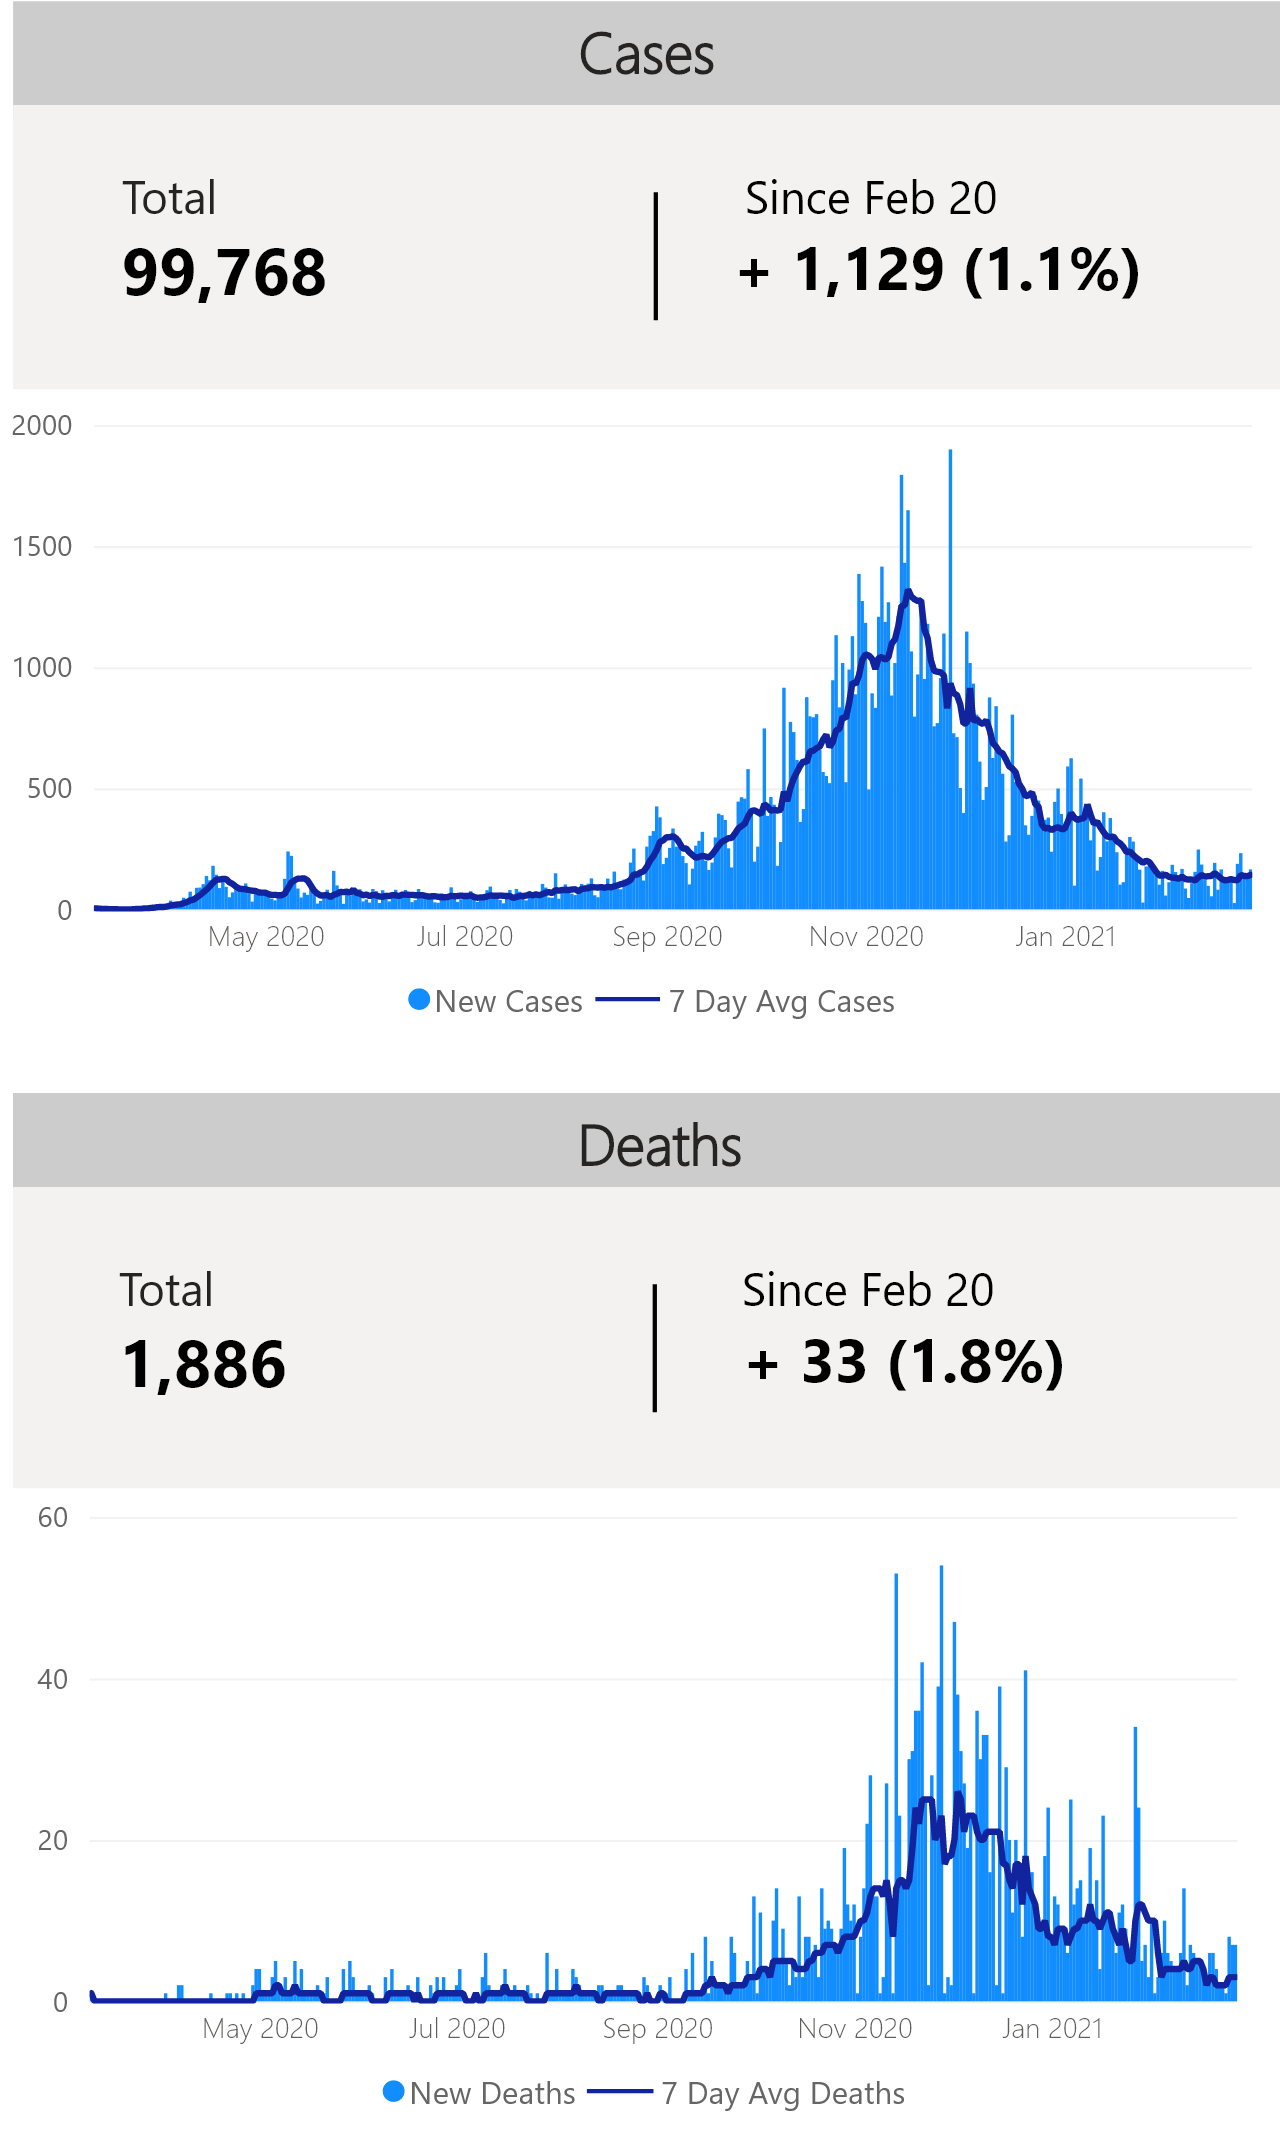 Cases
Total
Since Feb 20
99,768
+ 1,129 (1.1%)
2000
1500
1000
500
0
May 2020
Jul 2020
Sep 2020
Nov 2020
Jan 2021
New Cases
7 Day Avg Cases
Deaths
Total
Since Feb 20
1,886
+ 33 (1.8%)
60
40
20
0
May 2020
Jul 2020
Sep 2020
Nov 2020
Jan 2021
New Deaths
7 Day Avg Deaths